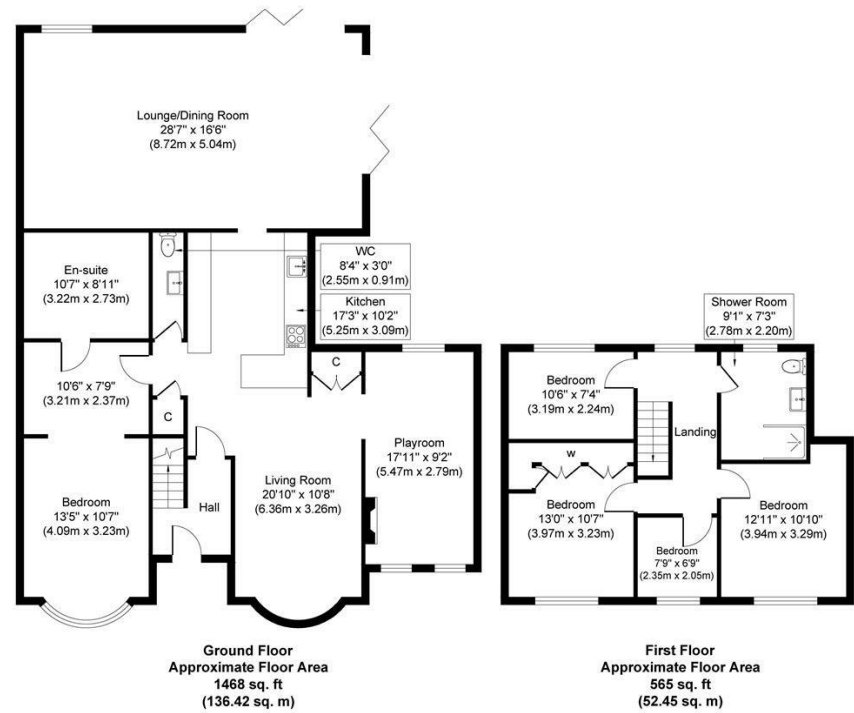 Lounge/Dining Room
28'7" x 16'6"
(8.72m x 5.04m)
En-suite
10'7" x 8'11"
(3.22m x 2.73m)
WC
8'4" x 3'0"
(2.55m x 0.91m)
Kitchen
17'3" x 10'2"
(5.25m x 3.09m)
C
10'6" x 7'9"
(3.21m x 2.37m)
C
Playroom
17'11" x 9'2"
(5.47m x 2.79m)
Living Room
20'10" x 10'8"
(6.36m x 3.26m)
Hall
Bedroom
13'5" x 10'7"
(4.09m x 3.23m)
Ground Floor
Approximate Floor Area
1468 sq. ft
(136.42 sq. m)
Shower Room
9'1" x 7'3"
(2.78m x 2.20m)
Bedroom
10'6" x 7'4"
(3.19m x 2.24m)
Landing
W
Bedroom
13'0" x 10'7"
(3.97m x 3.23m)
Bedroom
7'9" x 6'9"
(2.35m x 2.05m)
Bedroom
12'11" x 10'10"
(3.94m x 3.29m)
First Floor
Approximate Floor Area
565 sq. ft
(52.45 sq. m)